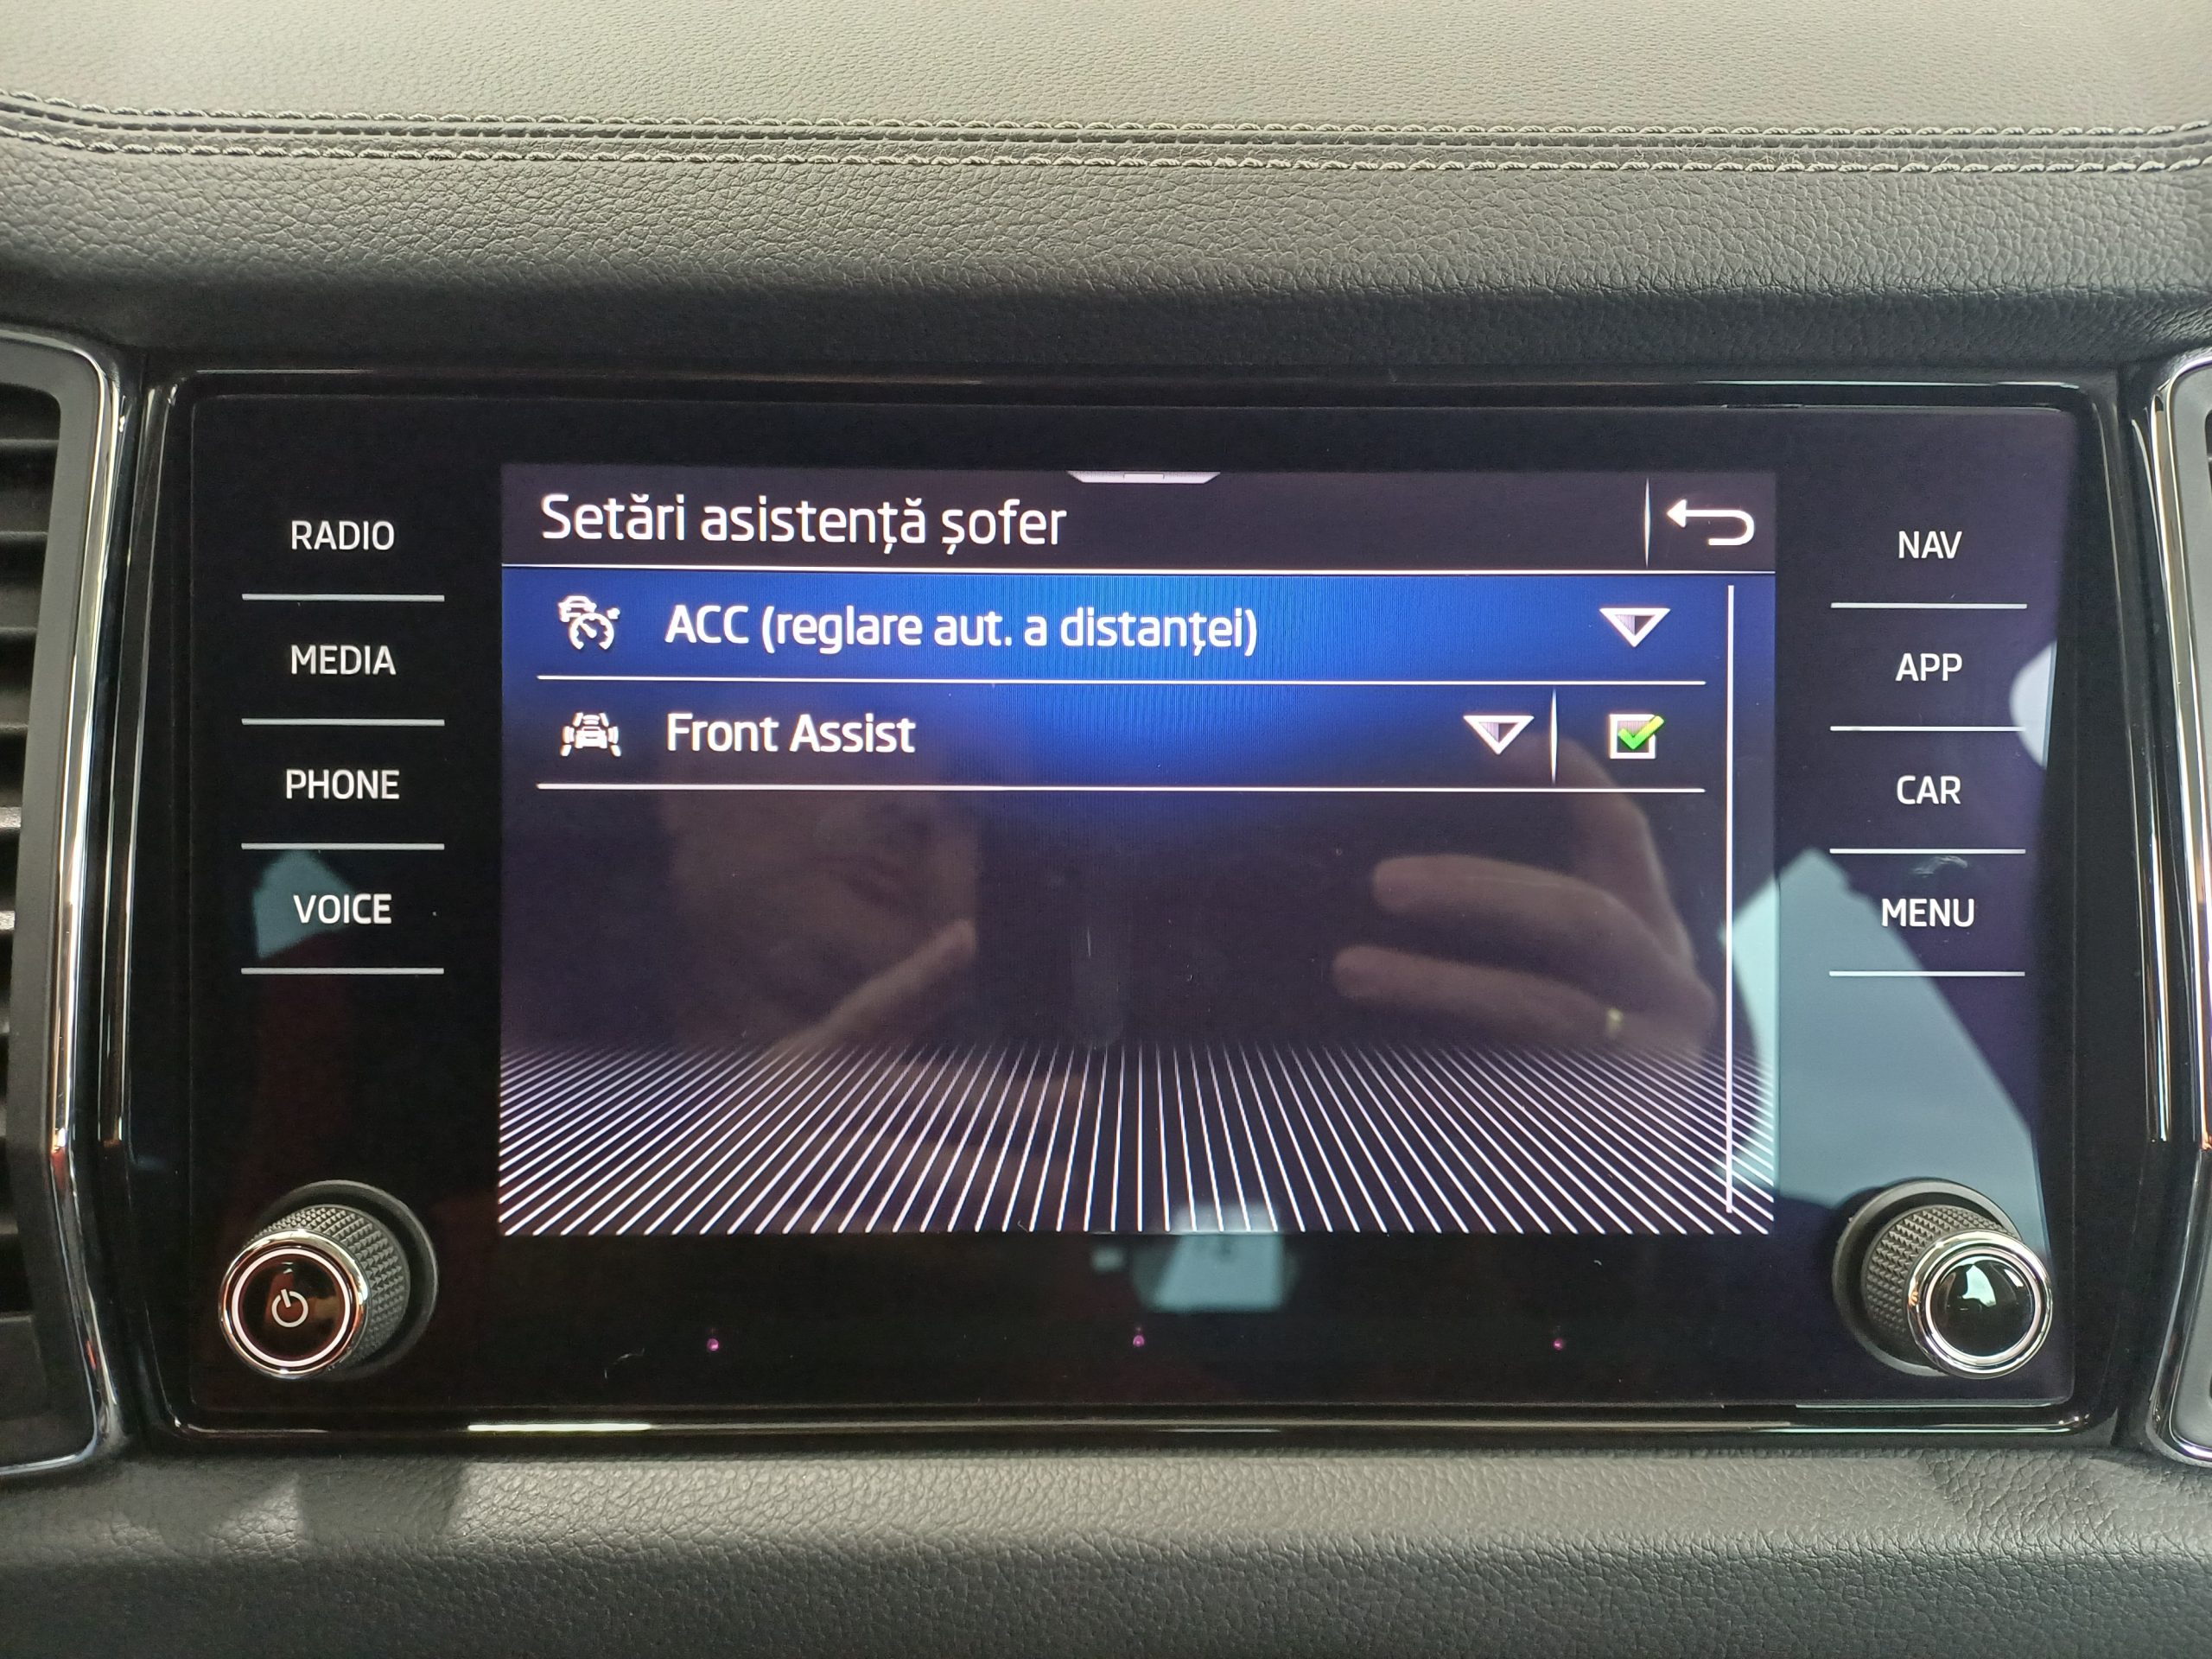 Setări asistență șofer
ACC (reglare aut. a distanței)
Front Assist
RADIO
MEDIA
PHONE
VOICE
NAV
APP
CAR
MENU